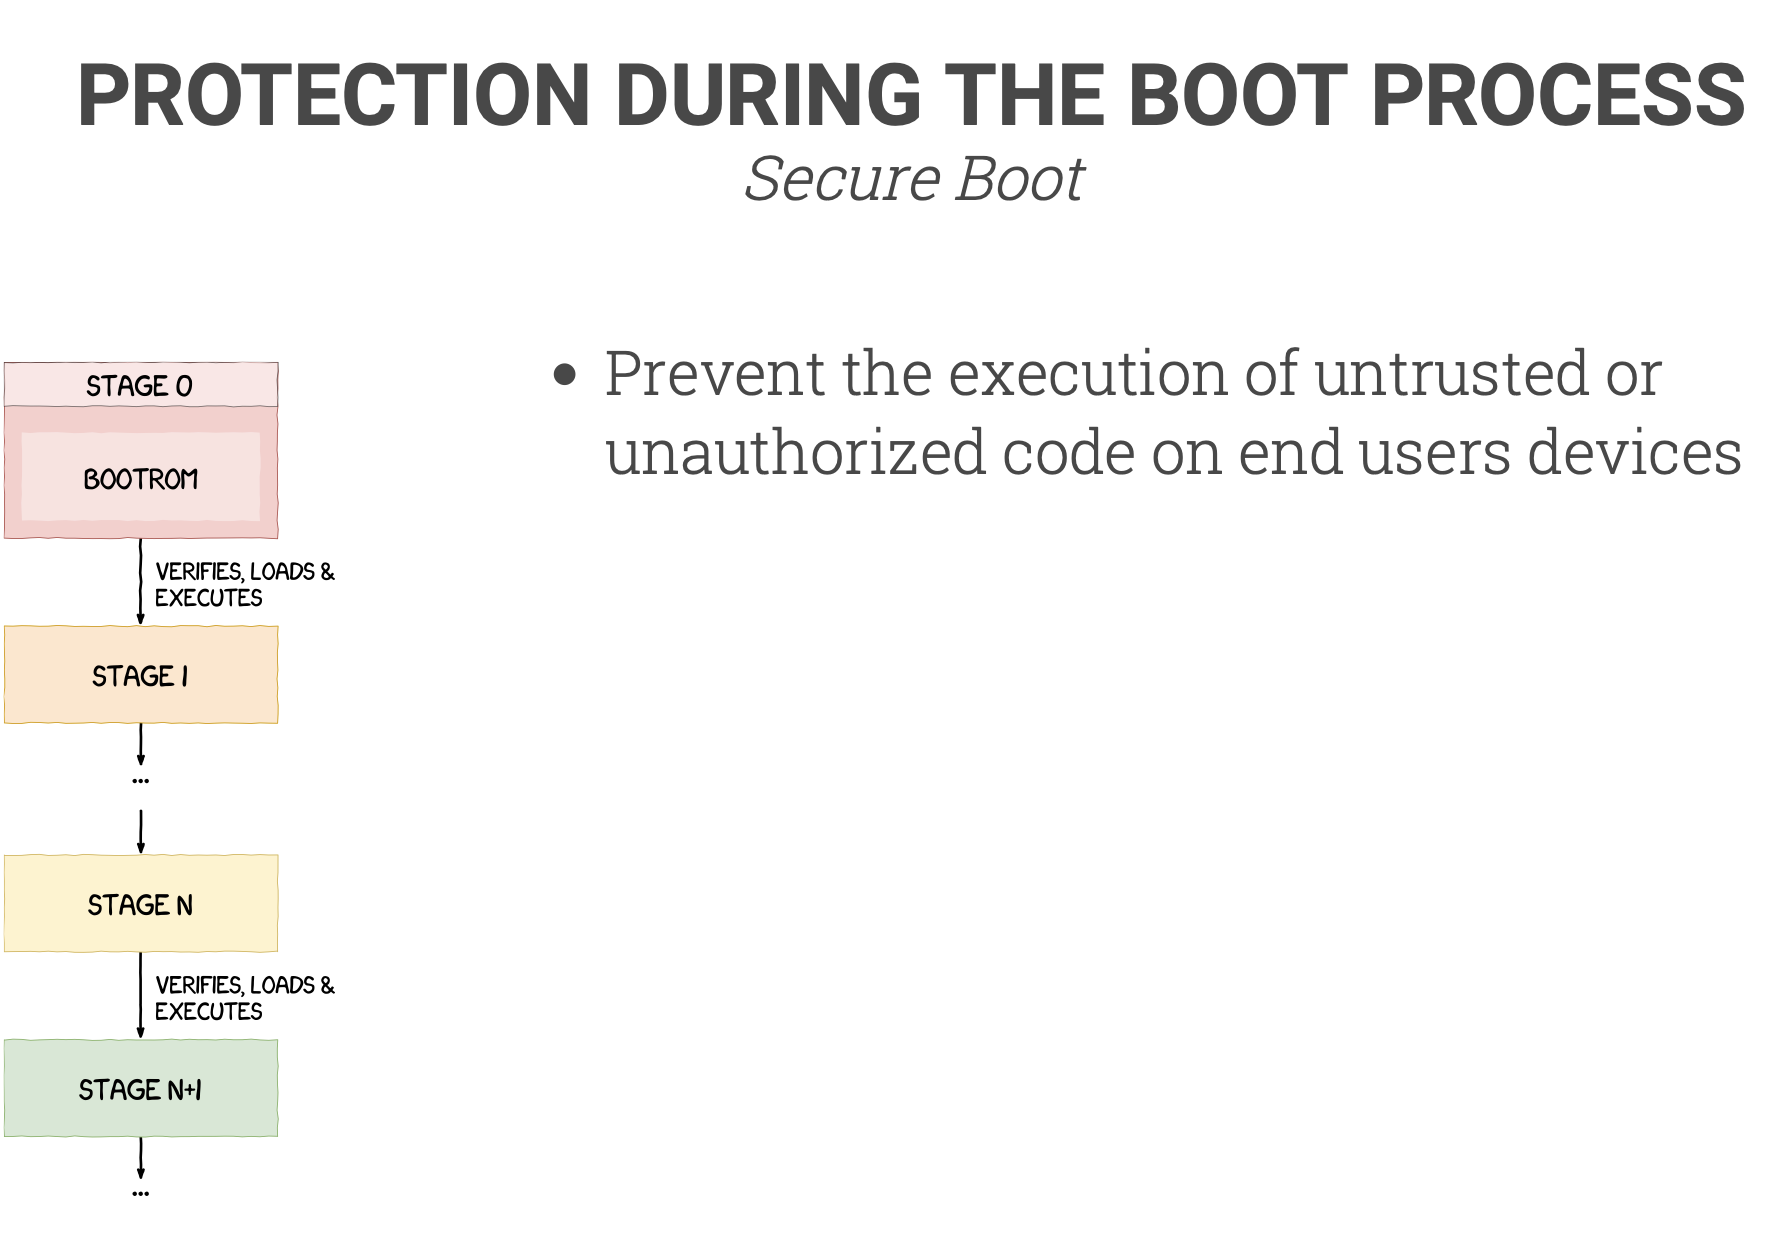 PROTECTION DURING THE BOOT PROCESS
Secure Boot
STAGE 0
BOOTROM
VERIFIES, LOADS &
EXECUTES
STAGE 1
...
STAGE N
VERIFIES, LOADS &
EXECUTES
STAGE N+1
...
• Prevent the execution of untrusted or
unauthorized code on end users devices